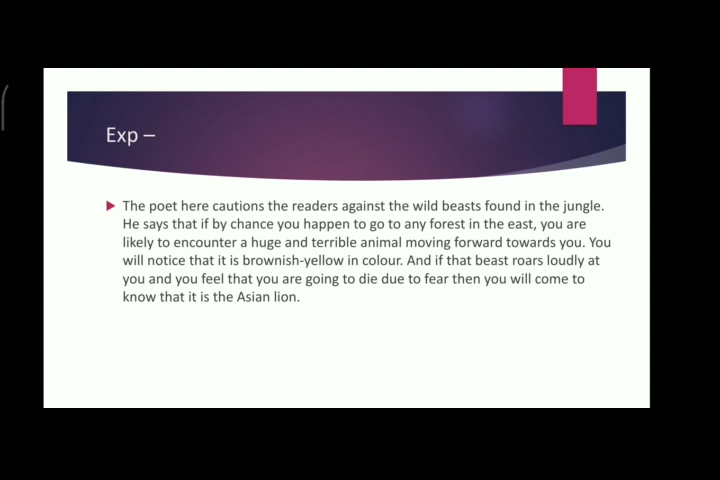 Exp –
The poet here cautions the readers against the wild beasts found in the jungle.
He says that if by chance you happen to go to any forest in the east, you are
likely to encounter a huge and terrible animal moving forward towards you. You
will notice that it is brownish-yellow in colour. And if that beast roars loudly at
you and you feel that you are going to die due to fear then you will come to
know that it is the Asian lion.